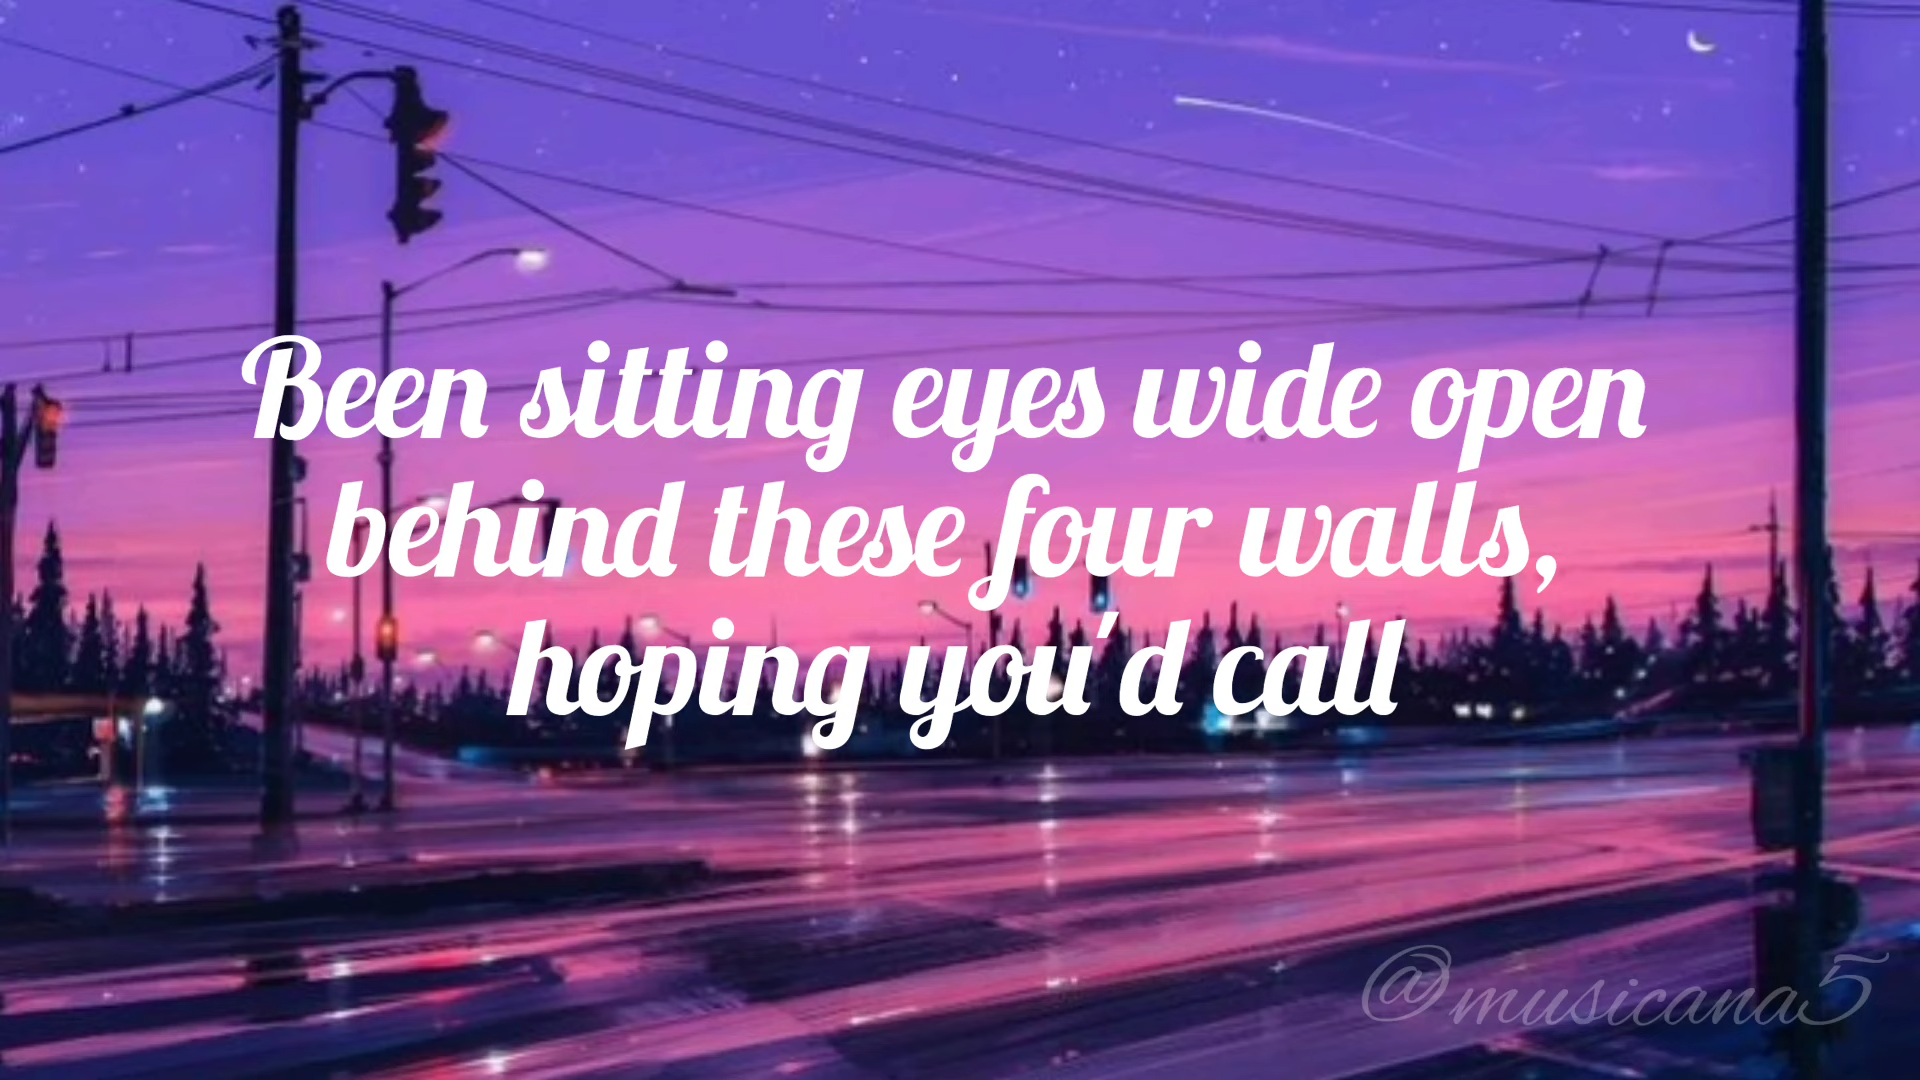 Been sitting eyes wide open
behind these four walls,
hoping you'd call
@musicana5